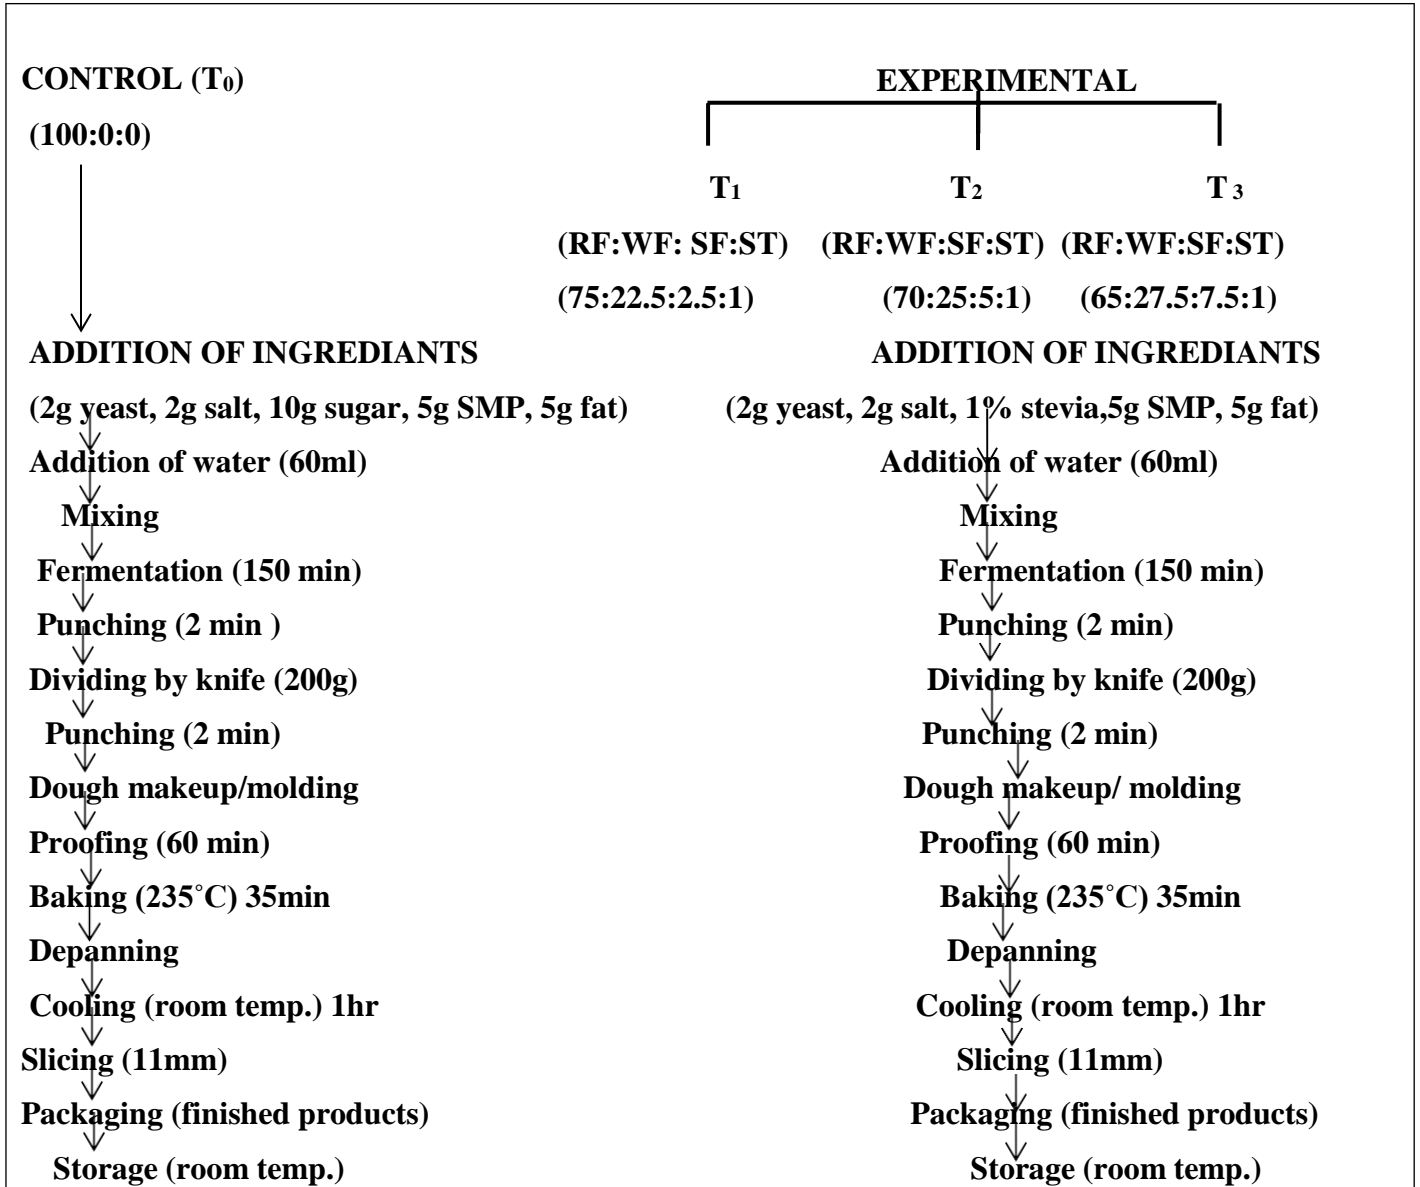 CONTROL (T0) EXPERIMENTAL
(100:0:0)
T1 T2 T 3
(RF:WF: SF:ST) (RF:WF:SF:ST) (RF:WF:SF:ST)
(75:22.5:2.5:1) (70:25:5:1) (65:27.5:7.5:1)
ADDITION OF INGREDIANTS ADDITION OF INGREDIANTS
(2g yeast, 2g salt, 10g sugar, 5g SMP, 5g fat) (2g yeast, 2g salt, 1% stevia,5g SMP, 5g fat)
Addition of water (60ml) Addition of water (60ml)
Mixing Mixing
Fermentation (150 min) Fermentation (150 min)
Punching (2 min ) Punching (2 min)
Dividing by knife (200g) Dividing by knife (200g)
Punching (2 min) Punching (2 min)
Dough makeup/molding Dough makeup/ molding
Proofing (60 min) Proofing (60 min)
Baking (235˚C) 35min Baking (235˚C) 35min
Depanning Depanning
Cooling (room temp.) 1hr Cooling (room temp.) 1hr
Slicing (11mm) Slicing (11mm)
Packaging (finished products) Packaging (finished products)
Storage (room temp.) Storage (room temp.)